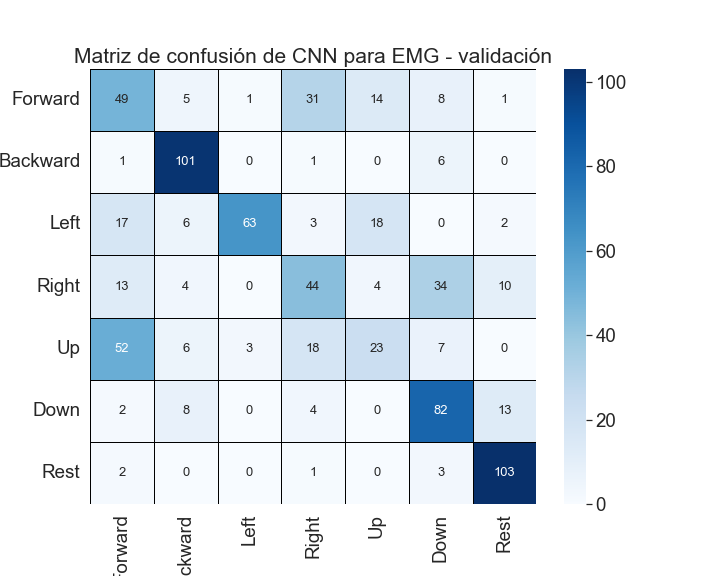 Matriz de confusión de CNN para EMG - validación
Forward 49 5 1 31 14 8 1
Backward 1 101 0 1 0 6 0
Left 17 6 63 3 18 0 2
Right 13 4 0 44 4 34 10
Up 52 6 3 18 23 7 0
Down 2 8 0 4 0 82 13
Rest 2 0 0 1 0 3 103
Forward
ckward
Left
Right
Up
Down
Rest
100
80
60
40
20
0